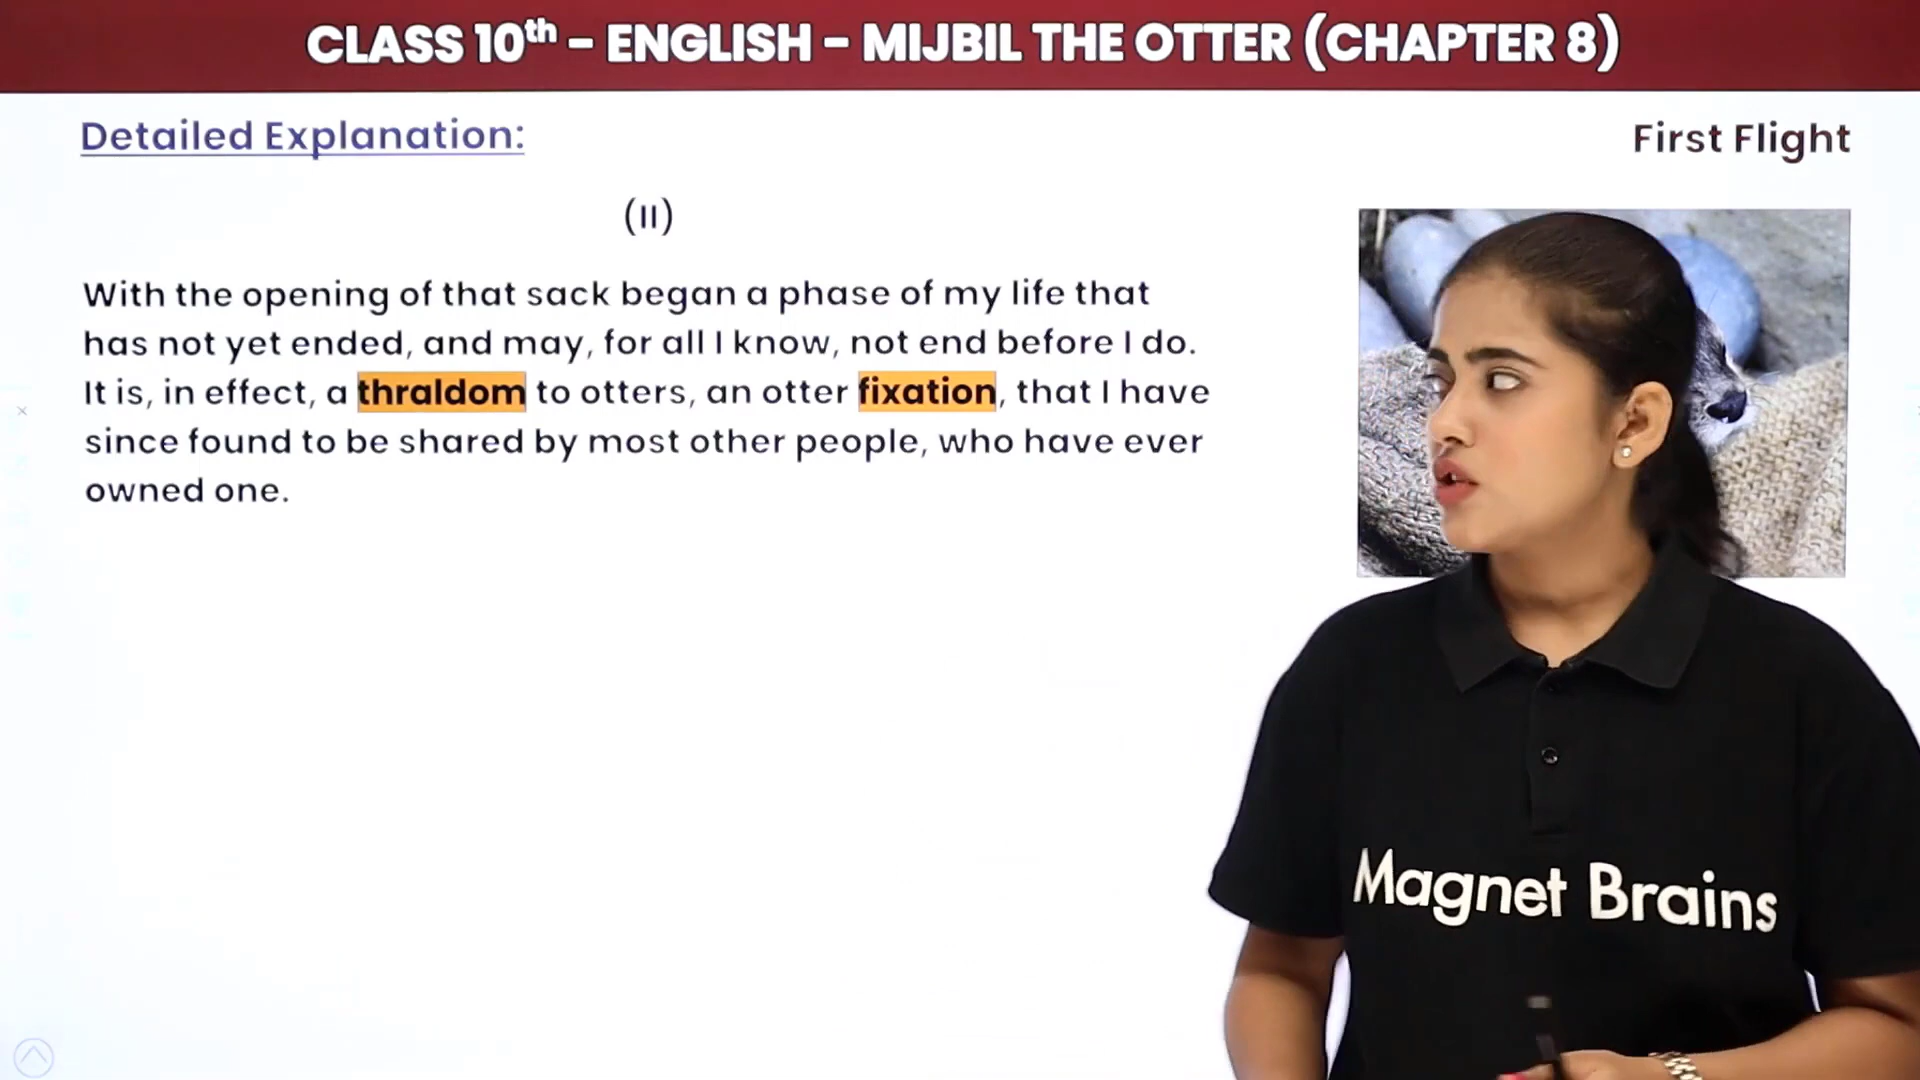 CLASS 10th - ENGLISH - MIJBIL THE OTTER (CHAPTER 8)
Detailed Explanation:
First Flight
(II)
With the opening of that sack began a phase of my life that
has not yet ended, and may, for all I know, not end before I do.
It is, in effect, a thraldom to otters, an otter fixation, that I have
since found to be shared by most other people, who have ever
owned one.
Magnet Brains